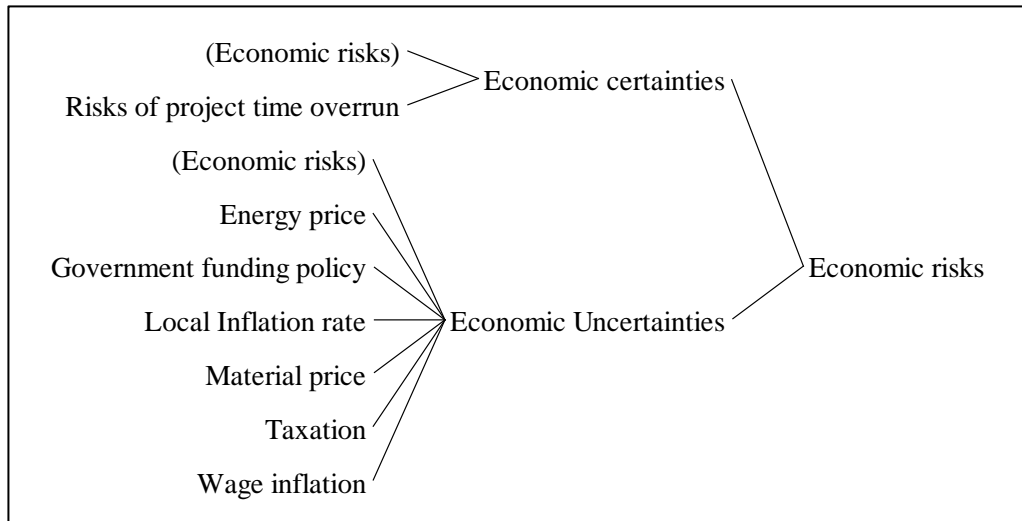 (Economic risks)
Economic certainties
Risks of project time overrun
(Economic risks)
Energy price
Government funding policy
Economic risks
Local Inflation rate
Economic Uncertainties
Material price
Taxation
Wage inflation